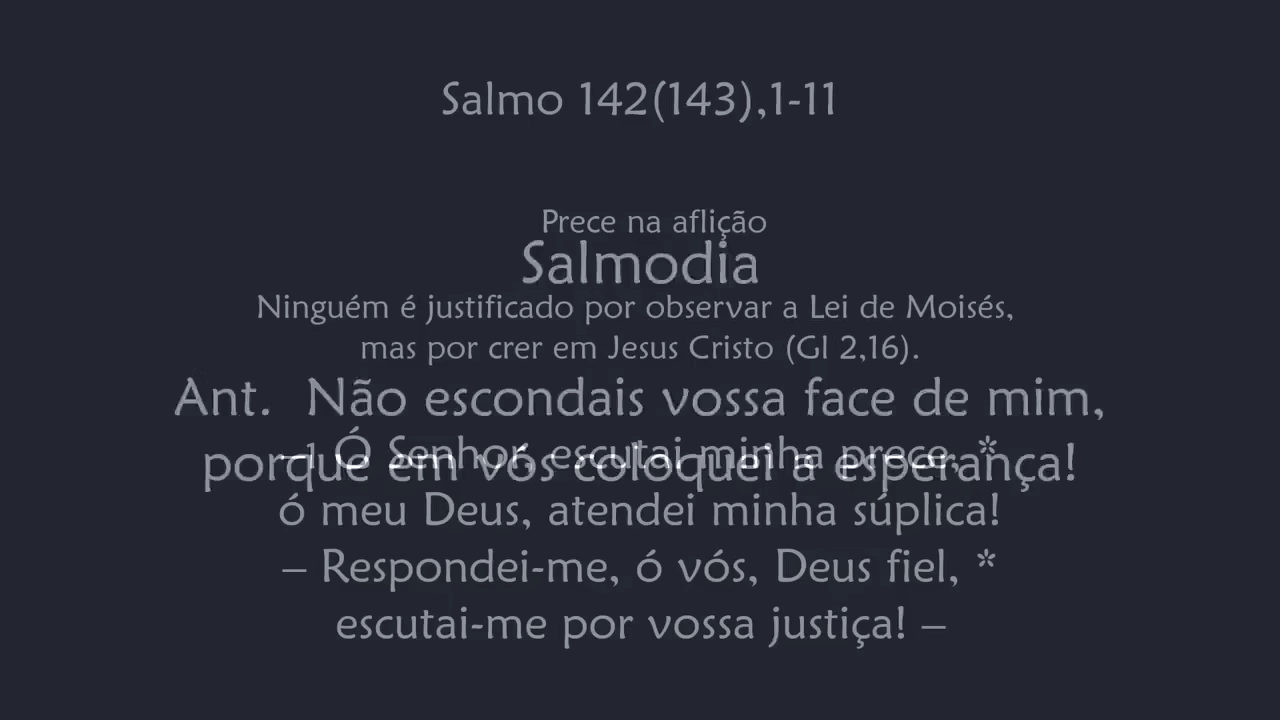 Salmo 142(143),1-11
Prece na aflição
Salmodia
Ninguém é justificado por observar a Lei de Moisés,
mas por crer em Jesus Cristo (Gl 2,16).
Ant. Não escondais vossa face de mim,
– Ó Senhor, escutai minha prece, *
porque em vós coloquei a esperança!
ó meu Deus, atendei minha súplica!
– Respondei-me, ó vós, Deus fiel, *
escutai-me por vossa justiça! –